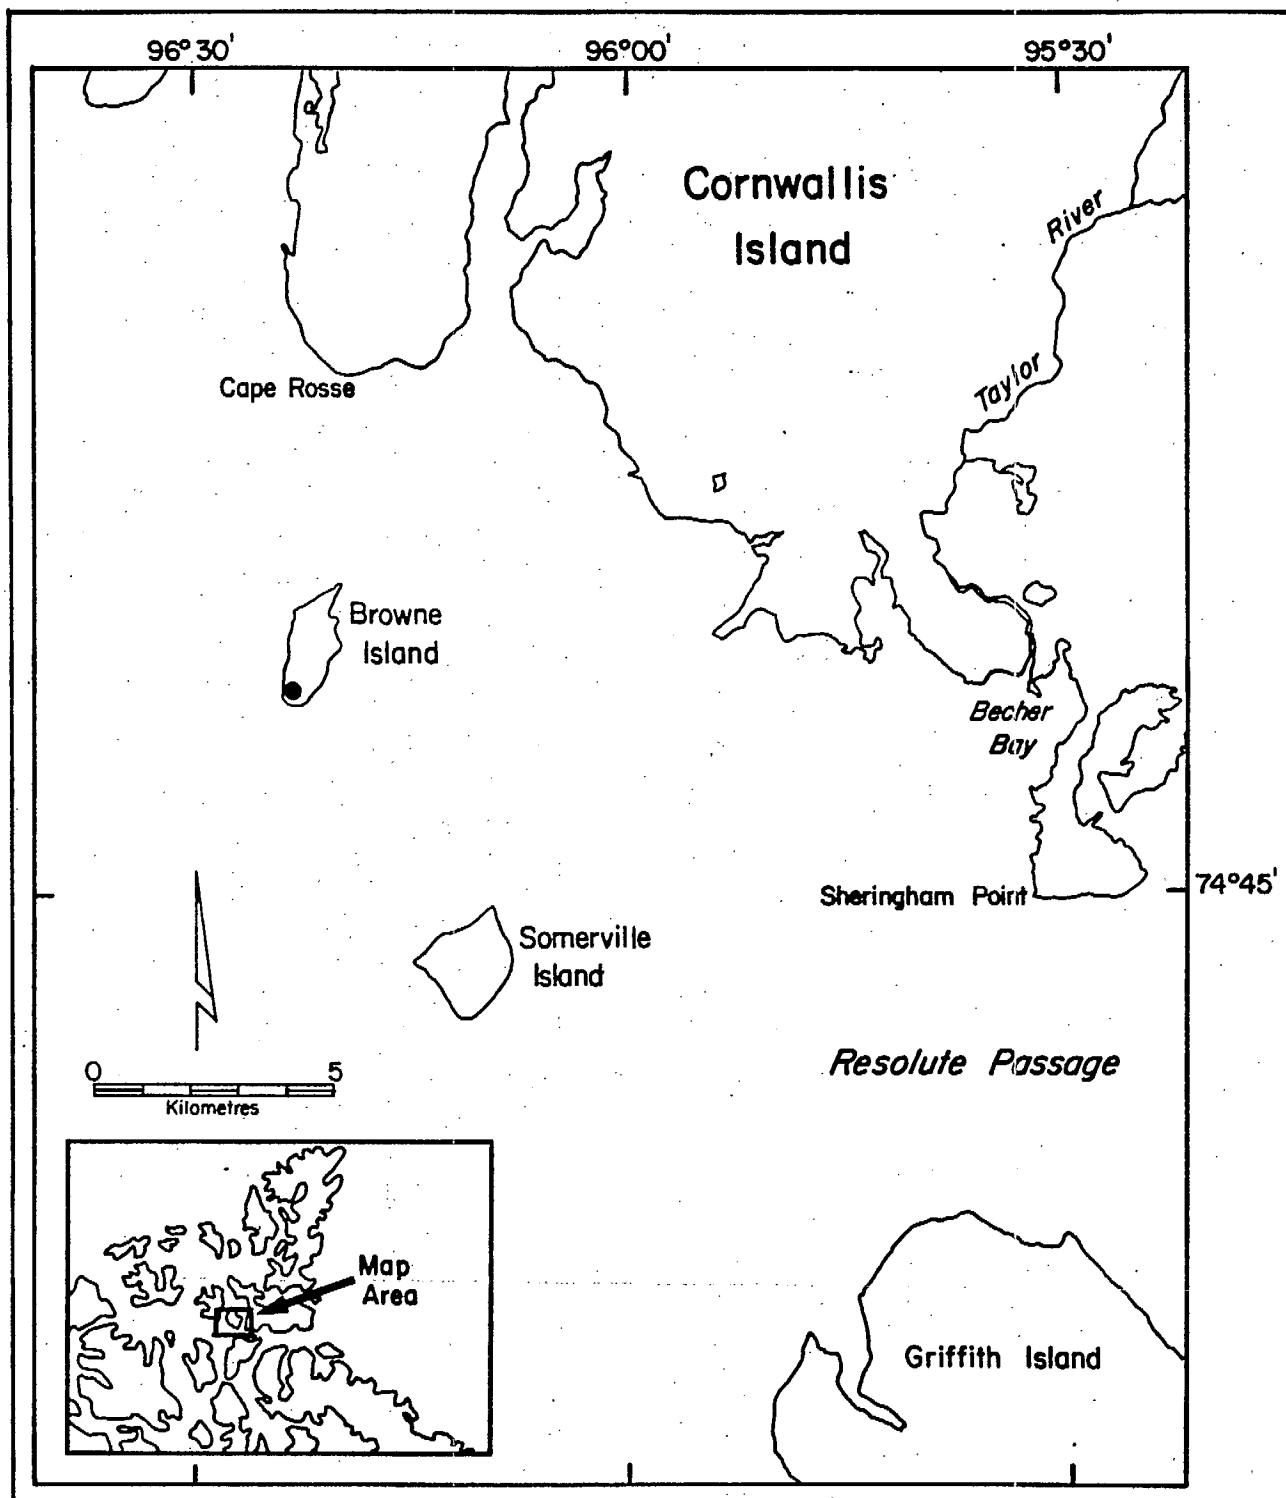 96°30' 96°00' 95°30'
Cornwallis
Island
River
Taylor
Cape Rosse
Browne
Island
Becher
Bay
74°45'
Sheringham Point
Somerville
Island
Resolute Passage
0 5
Kilometres
Map
Area
Griffith Island